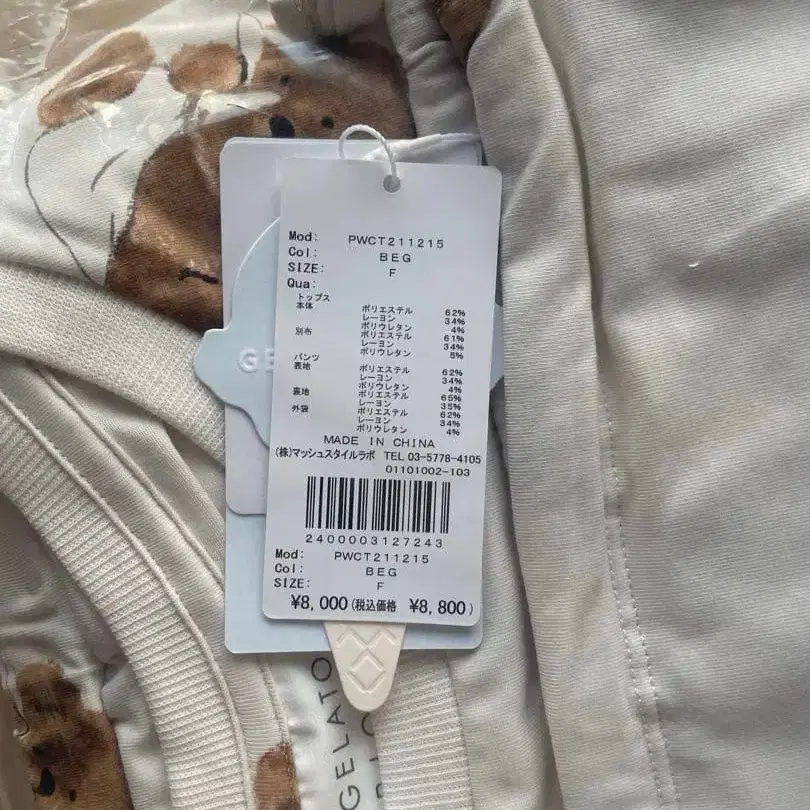 GE
Mod: PWCT211215
Col: BEG
SIZE: F
Qua:
トップス
本体 ポリエステル 62%
レーヨン 34%
ポリウレタン 4%
別布 ポリエステル 61%
レーヨン 34%
ポリウレタン 5%
パンツ
表地 ポリエステル 62%
レーヨン 34%
ポリウレタン 4%
裏地 ポリエステル 65%
レーヨン 35%
外袋 ポリエステル 62%
レーヨン 34%
ポリウレタン 4%
MADE IN CHINA
(株)マッシュスタイルラボ TEL 03-5778-4105
01101002-103
2400003127243
Mod: PWCT211215
Col: BEG
SIZE: F
¥8,000(税込価格 ¥8,800)
GELATO